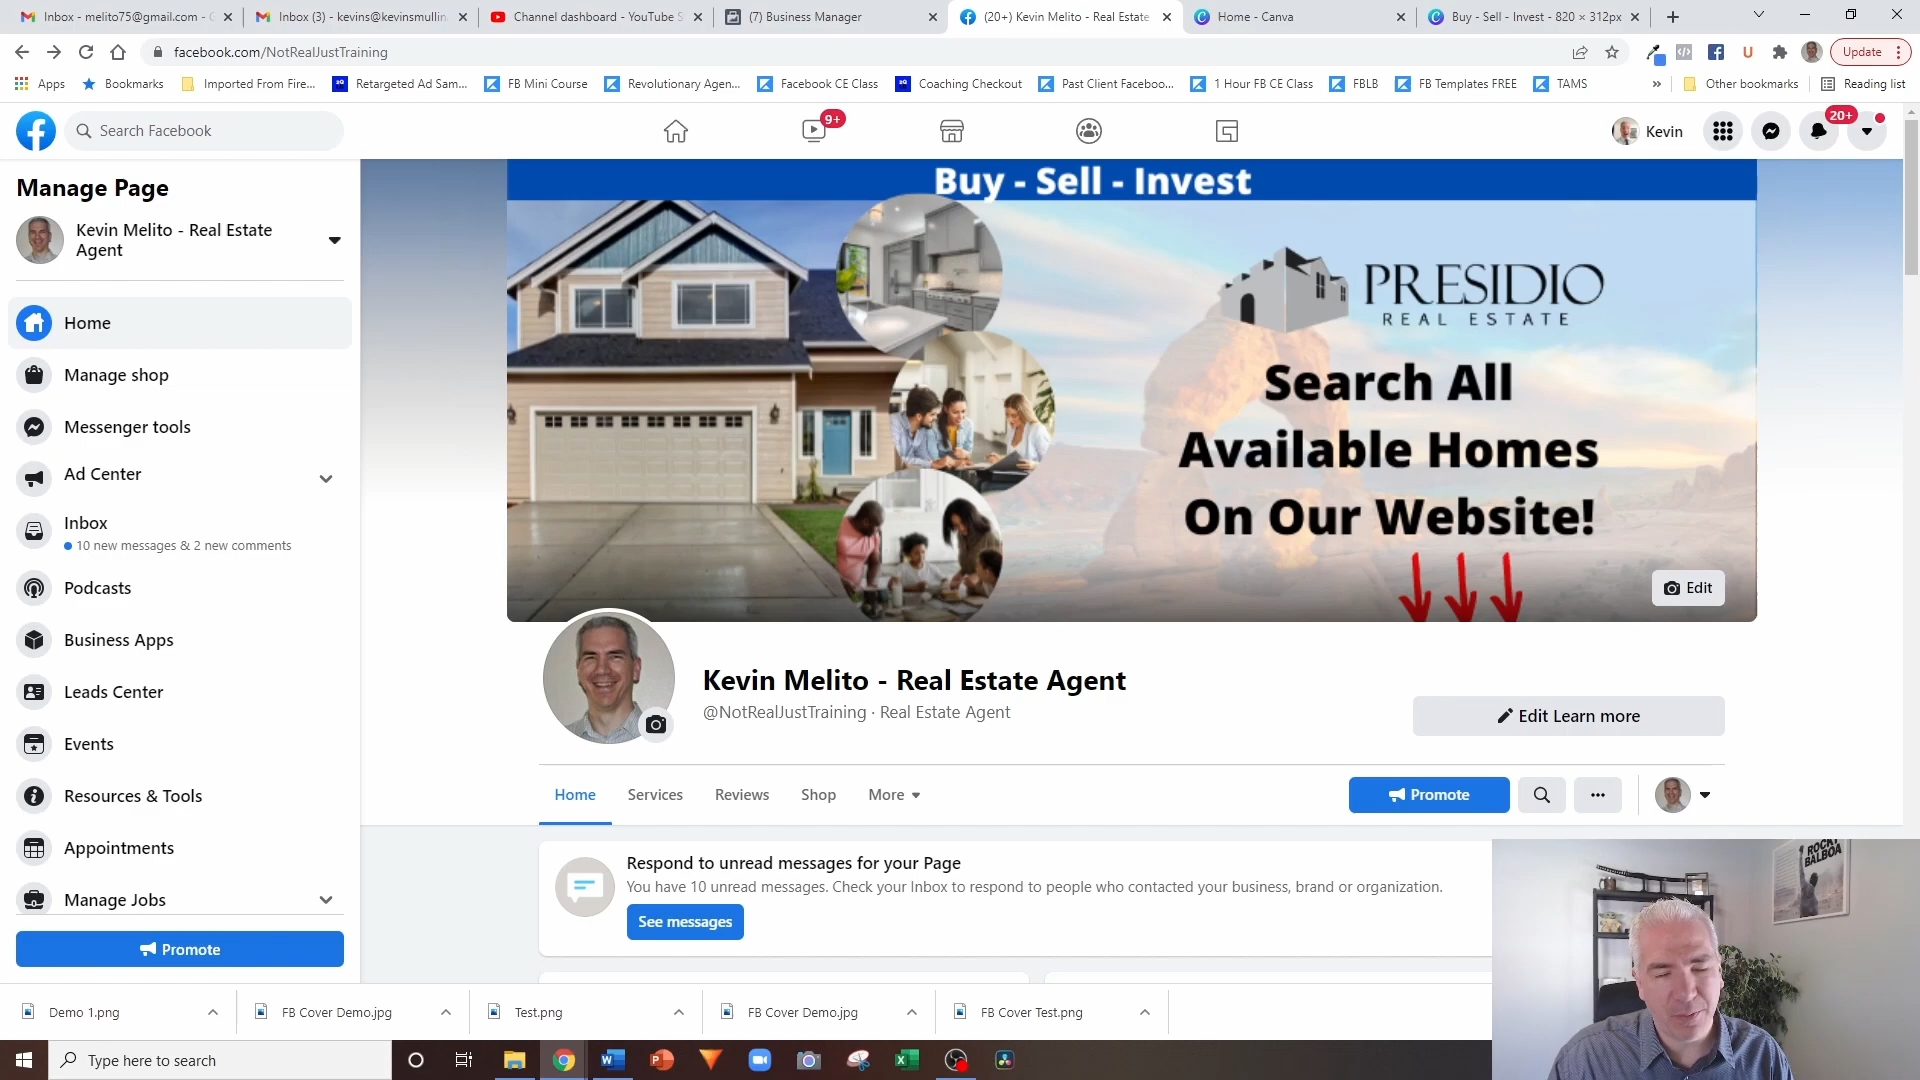 Inbox - melito75@gmail.com - G
Inbox (3) - kevins@kevinsmullin
Channel dashboard - YouTube S
(7) Business Manager
(20+) Kevin Melito - Real Estate
Home - Canva
Buy - Sell - Invest - 820 × 312px
facebook.com/NotRealJustTraining
Update
Apps
Bookmarks
Imported From Fire...
Retargeted Ad Sam...
FB Mini Course
Revolutionary Agen...
Facebook CE Class
Coaching Checkout
Past Client Faceboo...
1 Hour FB CE Class
FBLB
FB Templates FREE
TAMS
»
Other bookmarks
Reading list
Search Facebook
9+
Kevin
20+
Manage Page
Kevin Melito - Real Estate
Agent
Home
Manage shop
Messenger tools
Ad Center
Inbox
10 new messages & 2 new comments
Podcasts
Business Apps
Leads Center
Events
Resources & Tools
Appointments
Manage Jobs
Promote
Buy - Sell - Invest
PRESIDIO
REAL ESTATE
Search All
Available Homes
On Our Website!
Edit
Kevin Melito - Real Estate Agent
@NotRealJustTraining · Real Estate Agent
Edit Learn more
Home
Services
Reviews
Shop
More
Promote
Respond to unread messages for your Page
You have 10 unread messages. Check your Inbox to respond to people who contacted your business, brand or organization.
See messages
ROCKY
BALBOA
Demo 1.png
FB Cover Demo.jpg
Test.png
FB Cover Demo.jpg
FB Cover Test.png
Type here to search